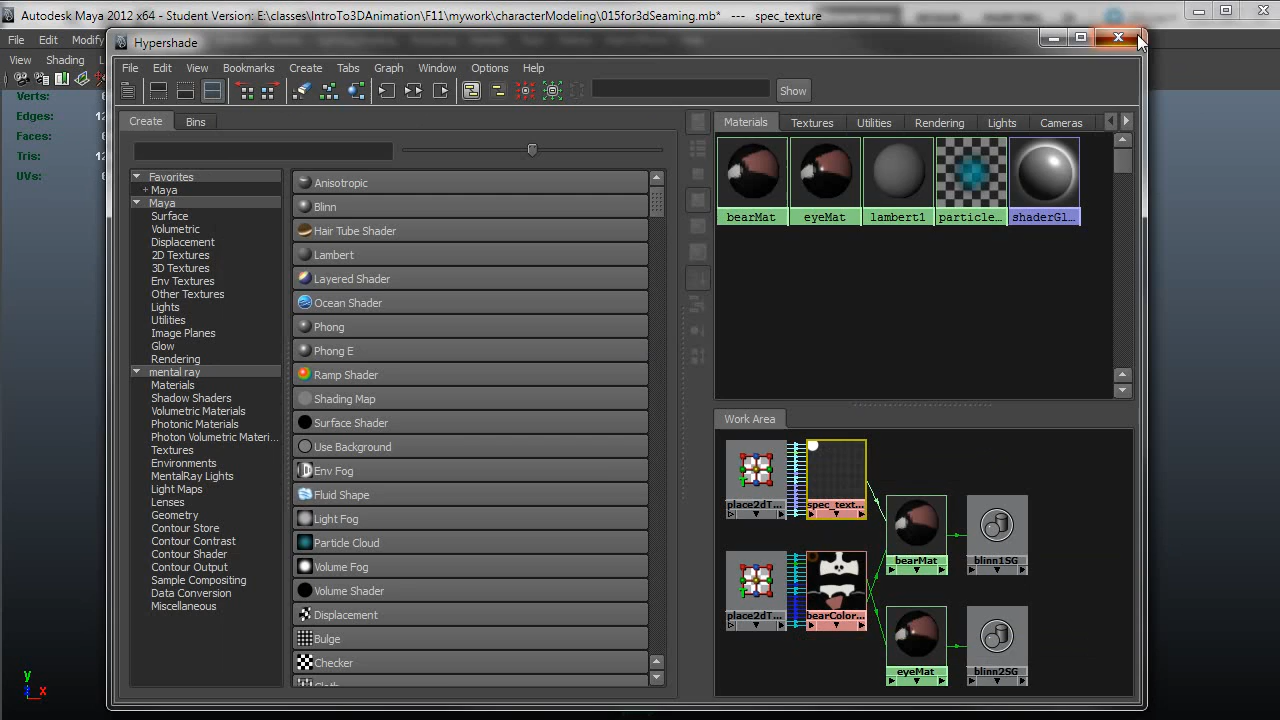 Autodesk Maya 2012 x64 - Student Version: E:\classes\IntroTo3DAnimation\F11\mywork\characterModeling\015for3dSeaming.mb* --- spec_texture
File Edit Modify
View Shading
Verts:
Edges: 12
Faces:
Tris: 12
UVs:
Hypershade
File Edit View Bookmarks Create Tabs Graph Window Options Help
Show
Create Bins
Favorites
+ Maya
Maya
Surface
Volumetric
Displacement
2D Textures
3D Textures
Env Textures
Other Textures
Lights
Utilities
Image Planes
Glow
Rendering
mental ray
Materials
Shadow Shaders
Volumetric Materials
Photonic Materials
Photon Volumetric Materi...
Textures
Environments
MentalRay Lights
Light Maps
Lenses
Geometry
Contour Store
Contour Contrast
Contour Shader
Contour Output
Sample Compositing
Data Conversion
Miscellaneous
Anisotropic
Blinn
Hair Tube Shader
Lambert
Layered Shader
Ocean Shader
Phong
Phong E
Ramp Shader
Shading Map
Surface Shader
Use Background
Env Fog
Fluid Shape
Light Fog
Particle Cloud
Volume Fog
Volume Shader
Displacement
Bulge
Checker
Materials Textures Utilities Rendering Lights Cameras
bearMat eyeMat lambert1 particle... shaderGl...
Work Area
place2dT... spec_text...
bearMat blinn1SG
place2dT... bearColor...
eyeMat blinn2SG
y
z x